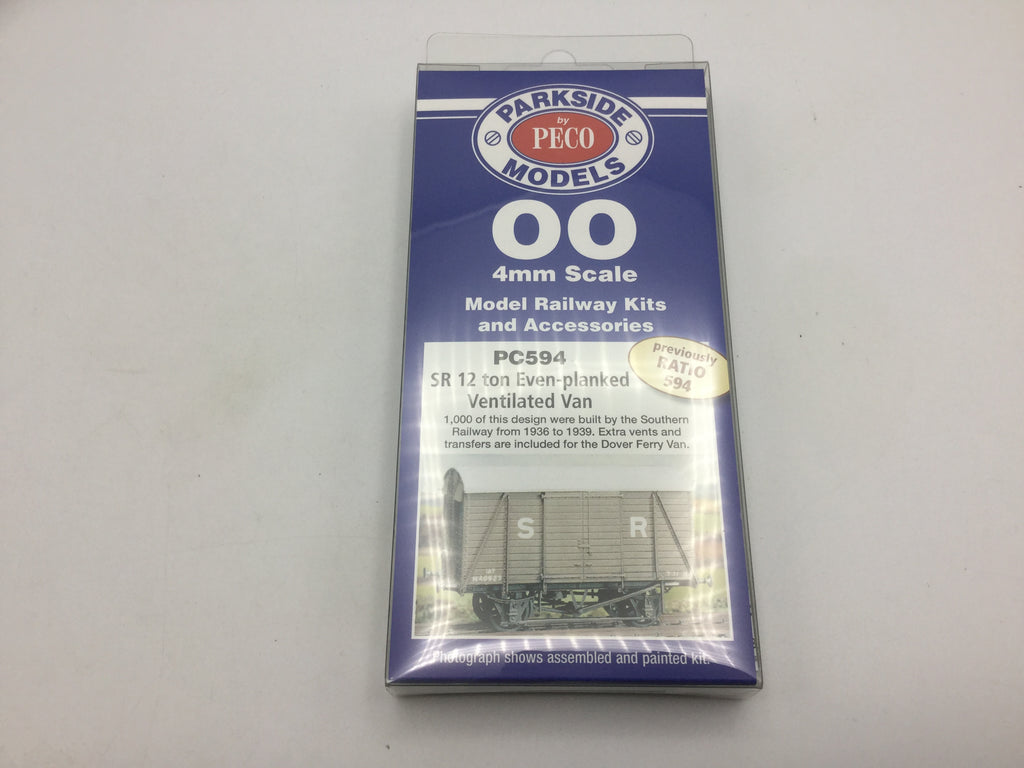 PARKSIDE
by
PECO
MODELS
OO
4mm Scale
Model Railway Kits
and Accessories
previously
RATIO
594
PC594
SR 12 ton Even-planked
Ventilated Van
1,000 of this design were built by the Southern
Railway from 1936 to 1939. Extra vents and
transfers are included for the Dover Ferry Van.
S R
Photograph shows assembled and painted kit.